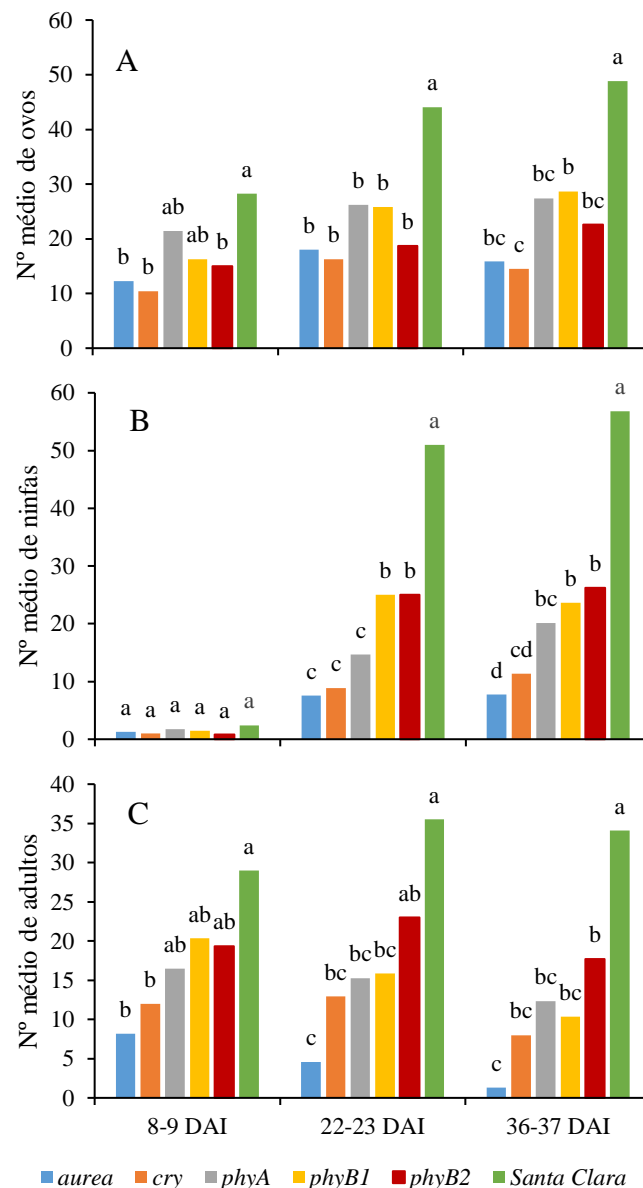 60
A
a
50
a
Nº médio de ovos
40
a
bc b
30
b b
ab
bc
ab
b
20
b
b b
bc c
b b
10
0
60
B
a
a
50
Nº médio de ninfas
40
b b
b b
30
bc
20
c
cd
c c
d
10
a a a a a a
0
40
C
a
a
35
a
Nº médio de adultos
30
ab
25
ab ab
b
ab
20
bc bc
bc
bc
15
b
bc
bc
b
10
c
5
c
0
8-9 DAI 22-23 DAI 36-37 DAI
aurea cry phyA phyB1 phyB2 Santa Clara